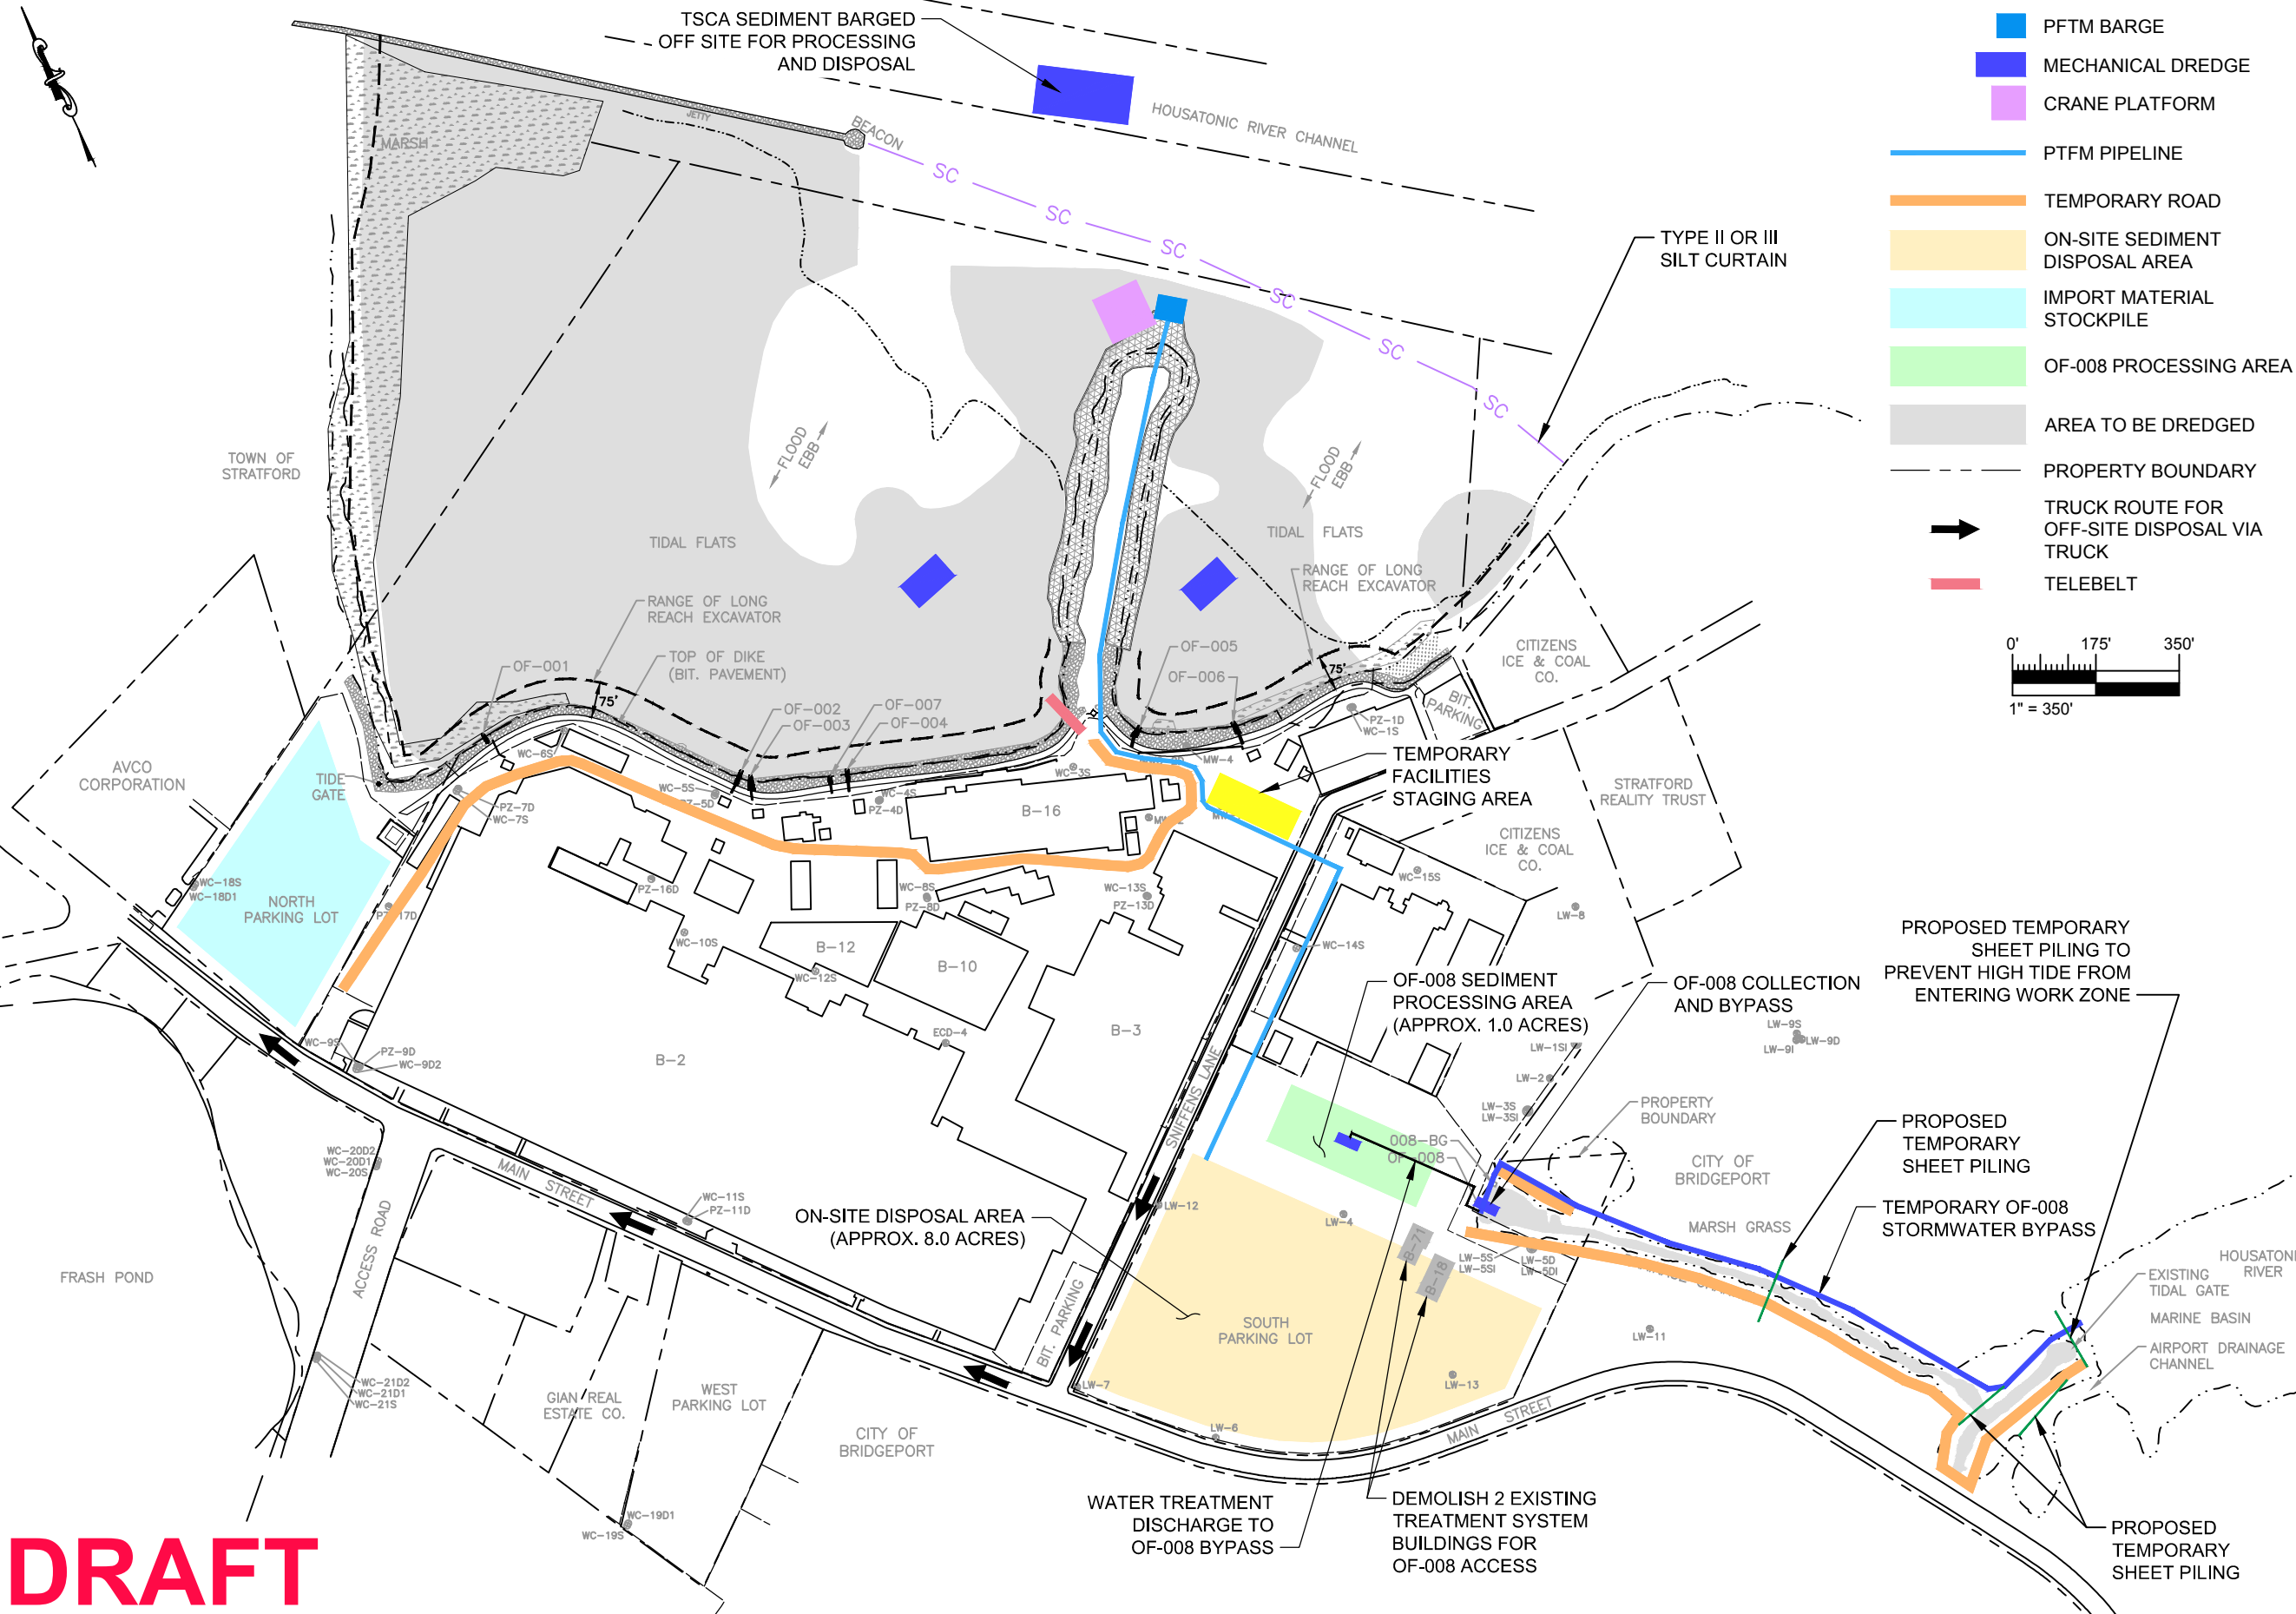 TSCA SEDIMENT BARGED
OFF SITE FOR PROCESSING
AND DISPOSAL
PFTM BARGE
MECHANICAL DREDGE
CRANE PLATFORM
PTFM PIPELINE
TEMPORARY ROAD
ON-SITE SEDIMENT
DISPOSAL AREA
IMPORT MATERIAL
STOCKPILE
OF-008 PROCESSING AREA
AREA TO BE DREDGED
PROPERTY BOUNDARY
TRUCK ROUTE FOR
OFF-SITE DISPOSAL VIA
TRUCK
TELEBELT
0' 175' 350'
1" = 350'
HOUSATONIC RIVER CHANNEL
JETTY
BEACON
MARSH
SC
SC
SC
SC
SC
SC
TYPE II OR III
SILT CURTAIN
TOWN OF
STRATFORD
FLOOD
EBB
FLOOD
EBB
TIDAL FLATS
TIDAL FLATS
RANGE OF LONG
REACH EXCAVATOR
RANGE OF LONG
REACH EXCAVATOR
TOP OF DIKE
(BIT. PAVEMENT)
75'
75'
OF-001
OF-002
OF-003
OF-007
OF-004
OF-005
OF-006
CITIZENS
ICE & COAL
CO.
BIT.
PARKING
PZ-1D
WC-1S
MW-4
WC-3S
WC-6S
WC-5S
PZ-5D
WC-4S
PZ-4D
B-16
AVCO
CORPORATION
TIDE
GATE
PZ-7D
WC-7S
TEMPORARY
FACILITIES
STAGING AREA
STRATFORD
REALITY TRUST
CITIZENS
ICE & COAL
CO.
WC-18S
WC-18D1
NORTH
PARKING LOT
PZ-17D
PZ-16D
WC-8S
PZ-8D
WC-13S
PZ-13D
WC-15S
LW-8
WC-10S
B-12
WC-12S
B-10
WC-14S
PROPOSED TEMPORARY
SHEET PILING TO
PREVENT HIGH TIDE FROM
ENTERING WORK ZONE
OF-008 SEDIMENT
PROCESSING AREA
(APPROX. 1.0 ACRES)
OF-008 COLLECTION
AND BYPASS
ECD-4
B-3
B-2
WC-9S
PZ-9D
WC-9D2
LW-9S
LW-9I
LW-9D
LW-1SI
LW-2
LW-3S
LW-3SI
PROPERTY
BOUNDARY
SNIFFENS LANE
008-BG
OF-008
CITY OF
BRIDGEPORT
PROPOSED
TEMPORARY
SHEET PILING
WC-20D2
WC-20D1
WC-20S
MAIN STREET
WC-11S
PZ-11D
ON-SITE DISPOSAL AREA
(APPROX. 8.0 ACRES)
LW-12
LW-4
B-71
B-18
LW-5S
LW-5SI
LW-5D
LW-5DI
MARSH GRASS
TEMPORARY OF-008
STORMWATER BYPASS
FRASH POND
ACCESS ROAD
RIVER
EXISTING
TIDAL GATE
MARINE BASIN
AIRPORT DRAINAGE
CHANNEL
SOUTH
PARKING LOT
LW-11
BIT. PARKING
LW-7
LW-13
WC-21D2
WC-21D1
WC-21S
GIAN REAL
ESTATE CO.
WEST
PARKING LOT
LW-6
MAIN STREET
CITY OF
BRIDGEPORT
WATER TREATMENT
DISCHARGE TO
OF-008 BYPASS
DEMOLISH 2 EXISTING
TREATMENT SYSTEM
BUILDINGS FOR
OF-008 ACCESS
WC-19D1
WC-19S
PROPOSED
TEMPORARY
SHEET PILING
DRAFT